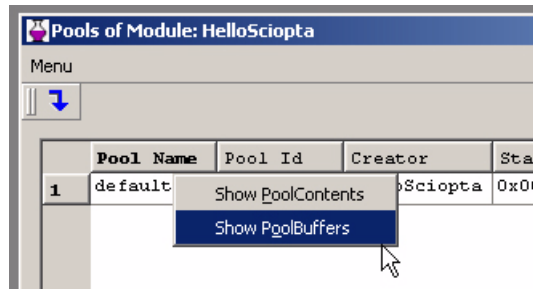 Pools of Module: HelloSciopta
Menu
Pool Name Pool Id Creator
1 default
Show PoolContents
Show PoolBuffers